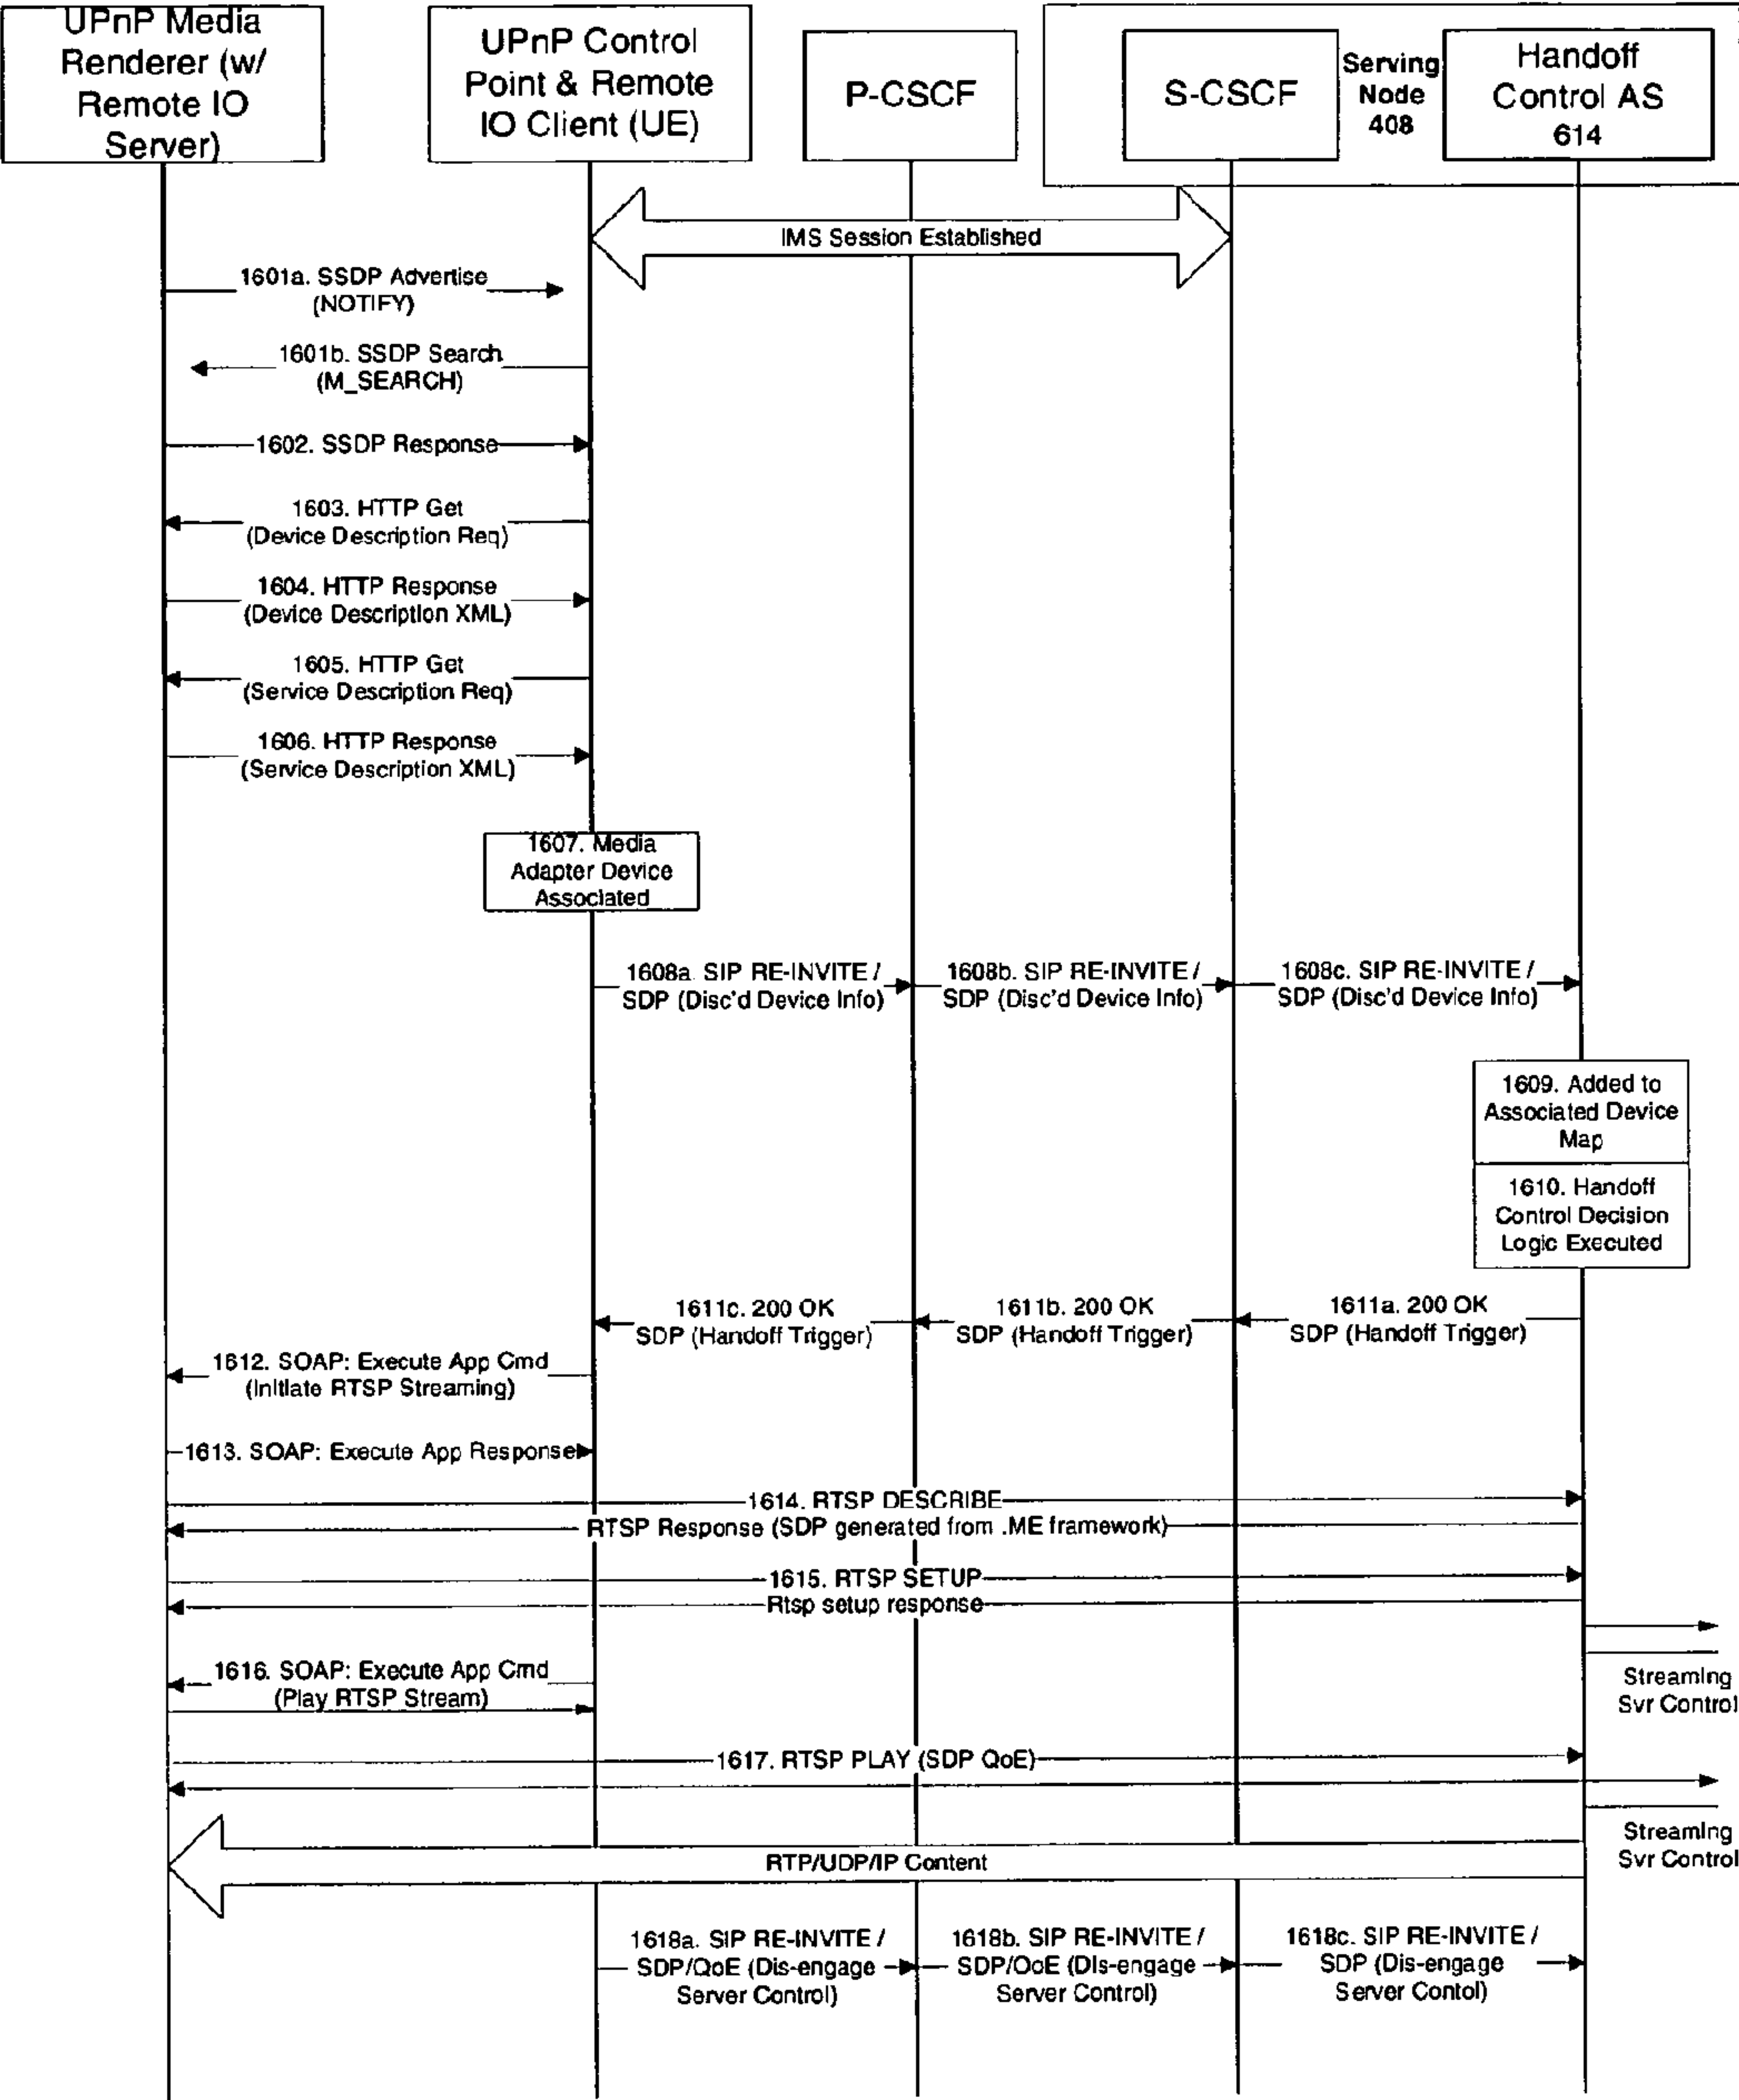 UPnP Media
Renderer (w/
Remote IO
Server)
UPnP Control
Point & Remote
IO Client (UE)
P-CSCF
S-CSCF
Serving
Node
408
Handoff
Control AS
614
IMS Session Established
1601a. SSDP Advertise
(NOTIFY)
1601b. SSDP Search
(M_SEARCH)
1602. SSDP Response
1603. HTTP Get
(Device Description Req)
1604. HTTP Response
(Device Description XML)
1605. HTTP Get
(Service Description Req)
1606. HTTP Response
(Service Description XML)
1607. Media
Adapter Device
Associated
1608a. SIP RE-INVITE /
SDP (Disc'd Device Info)
1608b. SIP RE-INVITE /
SDP (Disc'd Device Info)
1608c. SIP RE-INVITE /
SDP (Disc'd Device Info)
1609. Added to
Associated Device
Map
1610. Handoff
Control Decision
Logic Executed
1611c. 200 OK
SDP (Handoff Trigger)
1611b. 200 OK
SDP (Handoff Trigger)
1611a. 200 OK
SDP (Handoff Trigger)
1612. SOAP: Execute App Cmd
(Initiate RTSP Streaming)
1613. SOAP: Execute App Response
1614. RTSP DESCRIBE
RTSP Response (SDP generated from .ME framework)
1615. RTSP SETUP
Rtsp setup response
1616. SOAP: Execute App Cmd
(Play RTSP Stream)
Streaming
Svr Control
1617. RTSP PLAY (SDP QoE)
Streaming
Svr Control
RTP/UDP/IP Content
1618a. SIP RE-INVITE /
SDP/QoE (Dis-engage
Server Control)
1618b. SIP RE-INVITE /
SDP/QoE (Dis-engage
Server Control)
1618c. SIP RE-INVITE /
SDP (Dis-engage
Server Contol)